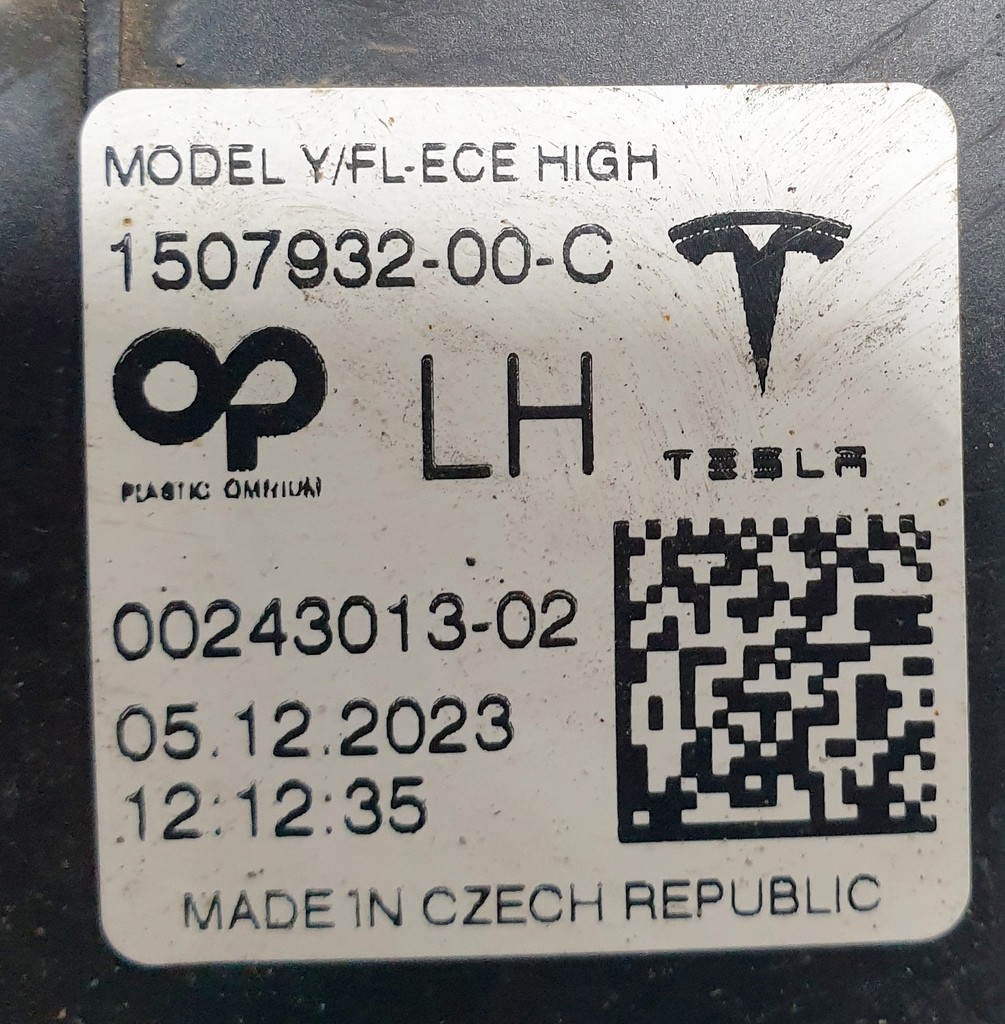 MODEL Y/FL-ECE HIGH
1507932-00-C
OP
PLASTIC OMNIUM
LH
TESLA
00243013-02
05.12.2023
12:12:35
MADE IN CZECH REPUBLIC